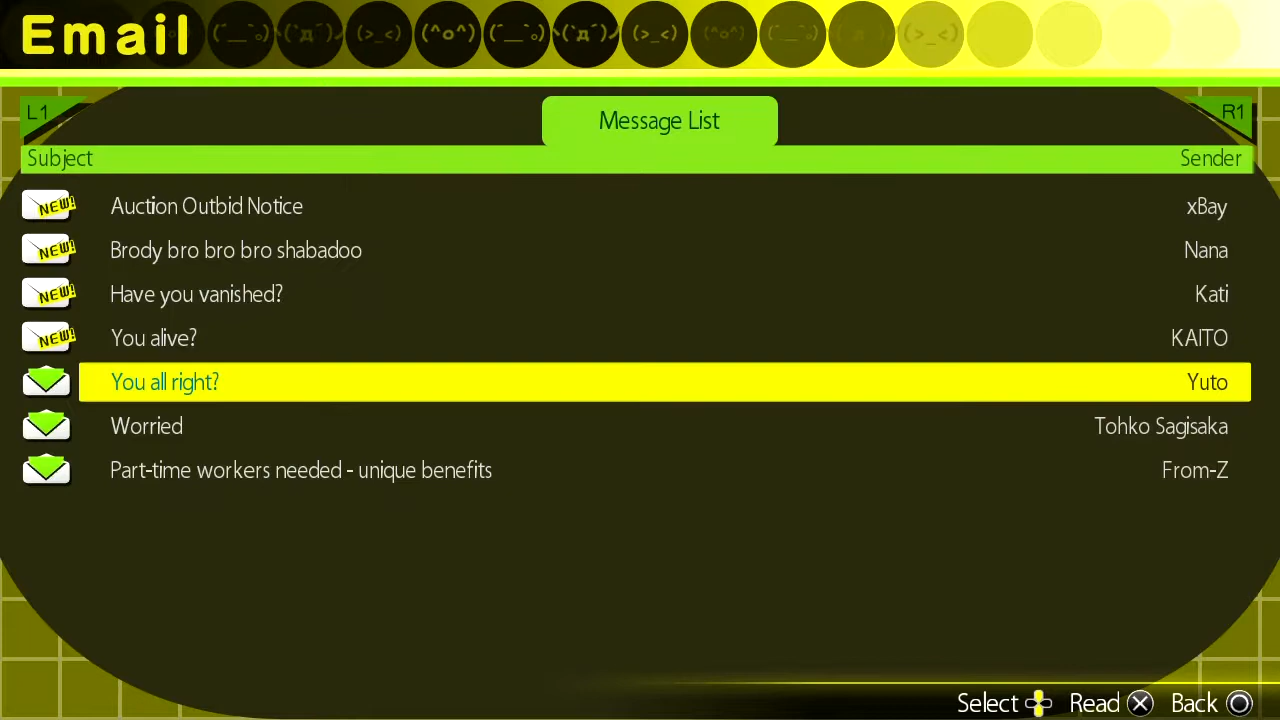 Email
L1
Message List
R1
Subject Sender
NEW! Auction Outbid Notice xBay
NEW! Brody bro bro bro shabadoo Nana
NEW! Have you vanished? Kati
NEW! You alive? KAITO
You all right? Yuto
Worried Tohko Sagisaka
Part-time workers needed - unique benefits From-Z
Select Read Back